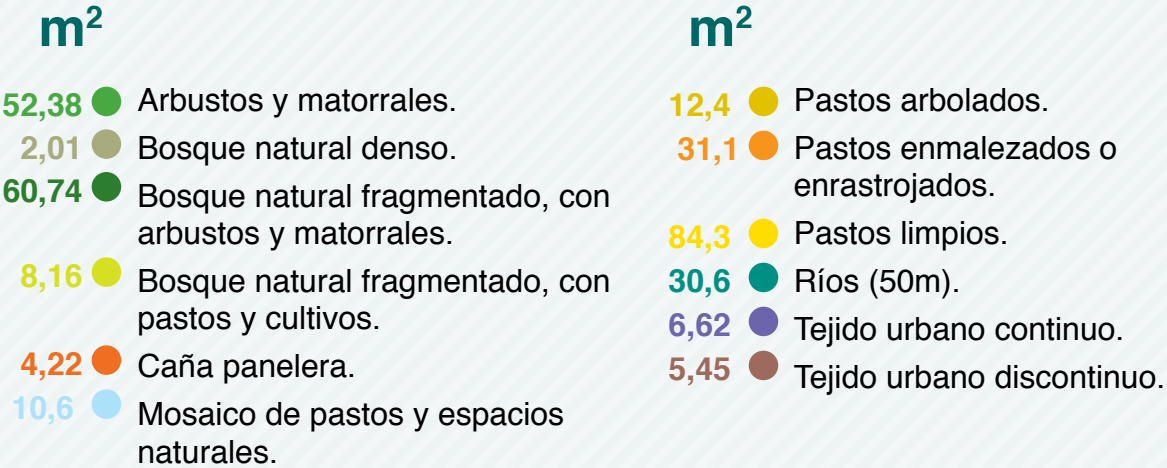 m²
52,38 Arbustos y matorrales.
2,01 Bosque natural denso.
60,74 Bosque natural fragmentado, con
arbustos y matorrales.
8,16 Bosque natural fragmentado, con
pastos y cultivos.
4,22 Caña panelera.
10,6 Mosaico de pastos y espacios
naturales.
m²
12,4 Pastos arbolados.
31,1 Pastos enmalezados o
enrastrojados.
84,3 Pastos limpios.
30,6 Ríos (50m).
6,62 Tejido urbano continuo.
5,45 Tejido urbano discontinuo.